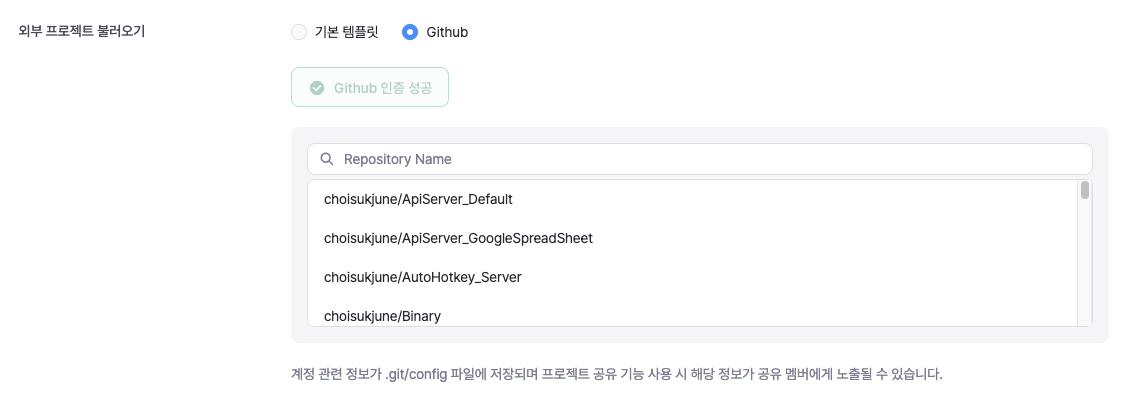 외부 프로젝트 불러오기
기본 템플릿
Github
Github 인증 성공
Repository Name
choisukjune/ApiServer_Default
choisukjune/ApiServer_GoogleSpreadSheet
choisukjune/AutoHotkey_Server
choisukjune/Binary
계정 관련 정보가 .git/config 파일에 저장되며 프로젝트 공유 기능 사용 시 해당 정보가 공유 멤버에게 노출될 수 있습니다.